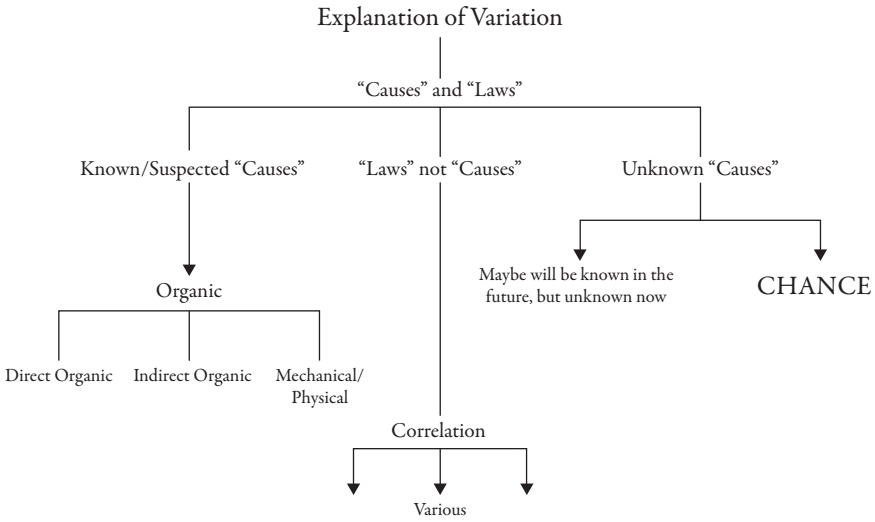 Explanation of Variation
“Causes” and “Laws”
Known/Suspected “Causes”
“Laws” not “Causes”
Unknown “Causes”
Maybe will be known in the
future, but unknown now
CHANCE
Organic
Direct Organic
Indirect Organic
Mechanical/
Physical
Correlation
Various